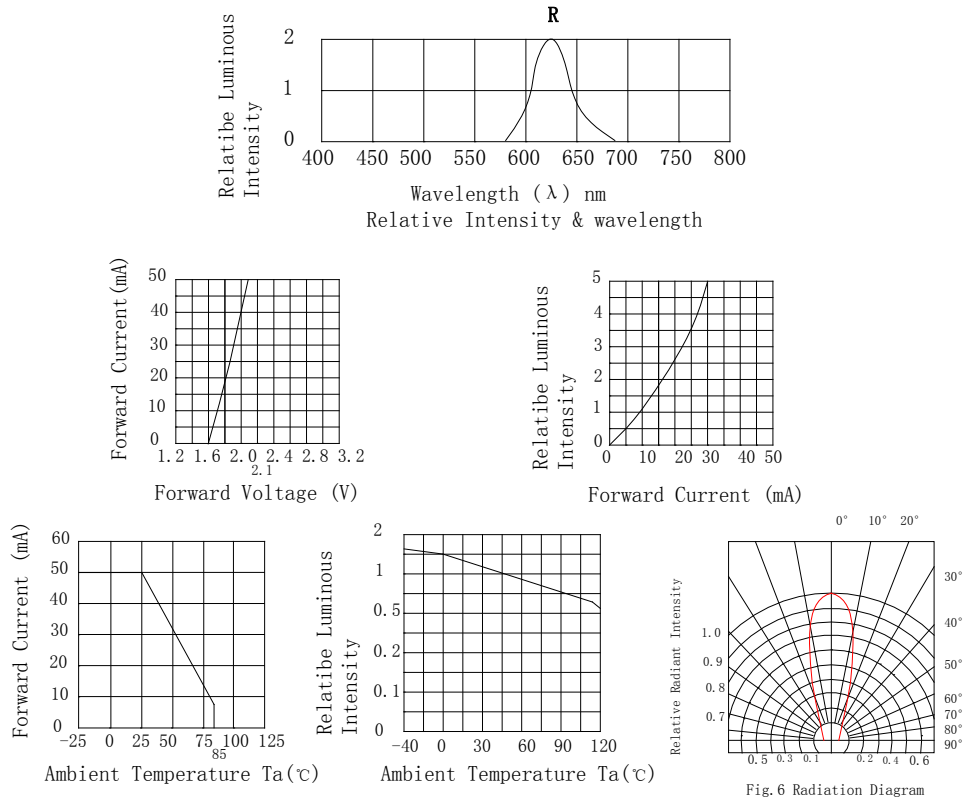 R
Relatibe Luminous
Intensity
2
1
0
400 450 500 550 600 650 700 800
Wavelength (λ) nm
Relative Intensity & wavelength
Forward Current(mA)
50
40
30
20
10
0
1.2 1.6 2.0 2.4 2.8 3.2
2.1
Forward Voltage (V)
Relatibe Luminous
Intensity
5
4
3
2
1
0
0 10 20 30 40 50
Forward Current (mA)
Forward Current (mA)
60
50
40
30
20
10
0
-25 0 25 50 75 100 125
85
Ambient Temperature Ta(℃)
Relatibe Luminous
Intensity
2
1
0.5
0.2
0.1
0
-40 0 30 60 90 120
Ambient Temperature Ta(℃)
0° 10° 20°
30°
40°
50°
60°
70°
80°
90°
Relative Radiant Intensity
1.0
0.9
0.8
0.7
0.5 0.3 0.1 0.2 0.4 0.6
Fig.6 Radiation Diagram